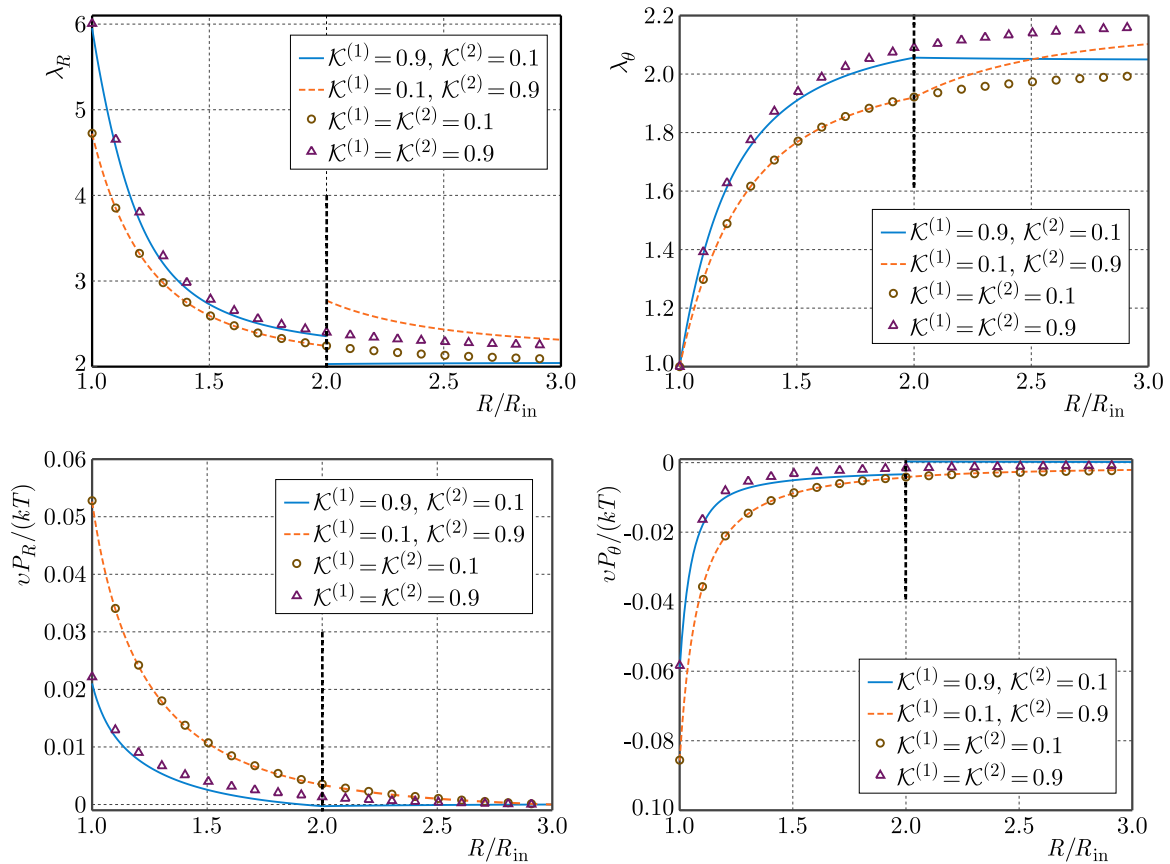 λ_R
6
5
4
3
2
1.0 1.5 2.0 2.5 3.0
R/R_in
𝒦^(1) = 0.9, 𝒦^(2) = 0.1
𝒦^(1) = 0.1, 𝒦^(2) = 0.9
𝒦^(1) = 𝒦^(2) = 0.1
𝒦^(1) = 𝒦^(2) = 0.9
λ_θ
2.2
2.0
1.8
1.6
1.4
1.2
1.0
1.0 1.5 2.0 2.5 3.0
R/R_in
𝒦^(1) = 0.9, 𝒦^(2) = 0.1
𝒦^(1) = 0.1, 𝒦^(2) = 0.9
𝒦^(1) = 𝒦^(2) = 0.1
𝒦^(1) = 𝒦^(2) = 0.9
υP_R/(kT)
0.06
0.05
0.04
0.03
0.02
0.01
0
1.0 1.5 2.0 2.5 3.0
R/R_in
𝒦^(1) = 0.9, 𝒦^(2) = 0.1
𝒦^(1) = 0.1, 𝒦^(2) = 0.9
𝒦^(1) = 𝒦^(2) = 0.1
𝒦^(1) = 𝒦^(2) = 0.9
υP_θ/(kT)
0
-0.02
-0.04
-0.06
-0.08
0.10
1.0 1.5 2.0 2.5 3.0
R/R_in
𝒦^(1) = 0.9, 𝒦^(2) = 0.1
𝒦^(1) = 0.1, 𝒦^(2) = 0.9
𝒦^(1) = 𝒦^(2) = 0.1
𝒦^(1) = 𝒦^(2) = 0.9